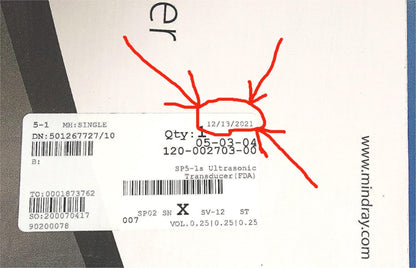 er
5-1 MH:SINGLE
12/13/2021
DN:501267727/10
Qty: 1
05-03-04
B:
120-002703-00
SP5-1s Ultrasonic
Transducer(FDA)
TO:0001873762
SO:200070417
SP02 SN X SV-12 ST
90200078
007
VOL.0.25|0.25|0.25
www.mindray.com